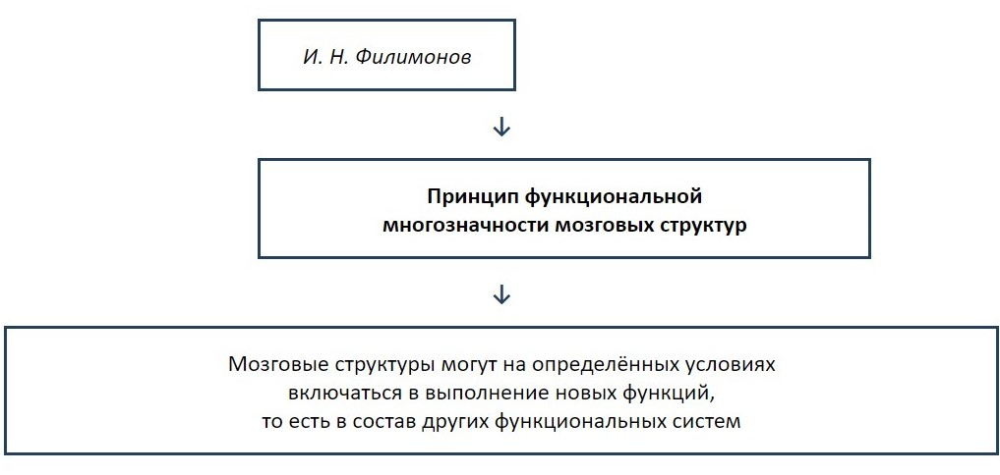 И. Н. Филимонов
↓
Принцип функциональной
многозначности мозговых структур
↓
Мозговые структуры могут на определённых условиях
включаться в выполнение новых функций,
то есть в состав других функциональных систем